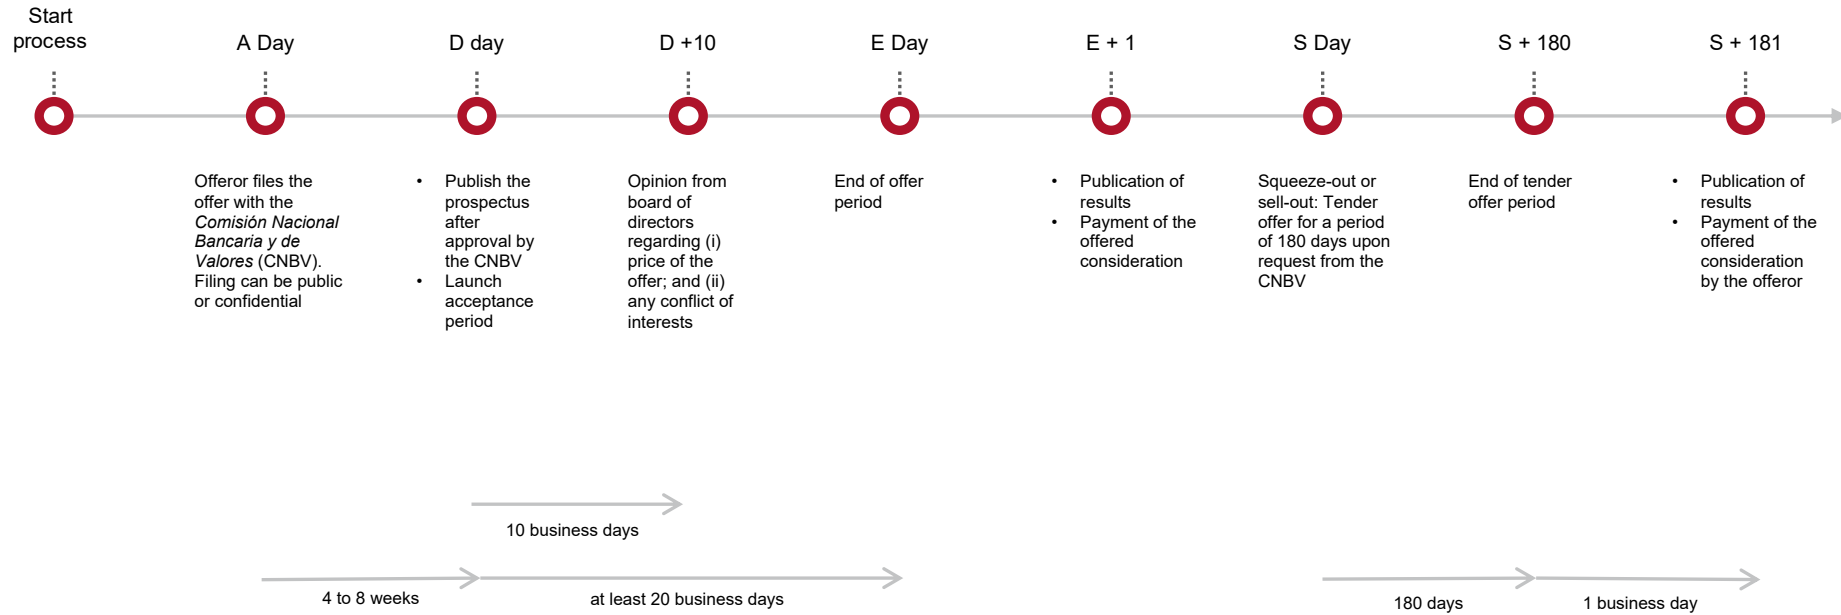 Start
process
A Day
D day
D +10
E Day
E + 1
S Day
S + 180
S + 181
Offeror files the
offer with the
Comisión Nacional
Bancaria y de
Valores (CNBV).
Filing can be public
or confidential
• Publish the
prospectus
after
approval by
the CNBV
• Launch
acceptance
period
Opinion from
board of
directors
regarding (i)
price of the
offer; and (ii)
any conflict of
interests
End of offer
period
• Publication of
results
• Payment of the
offered
consideration
Squeeze-out or
sell-out: Tender
offer for a period
of 180 days upon
request from the
CNBV
End of tender
offer period
• Publication of
results
• Payment of the
offered
consideration
by the offeror
10 business days
4 to 8 weeks
at least 20 business days
180 days
1 business day